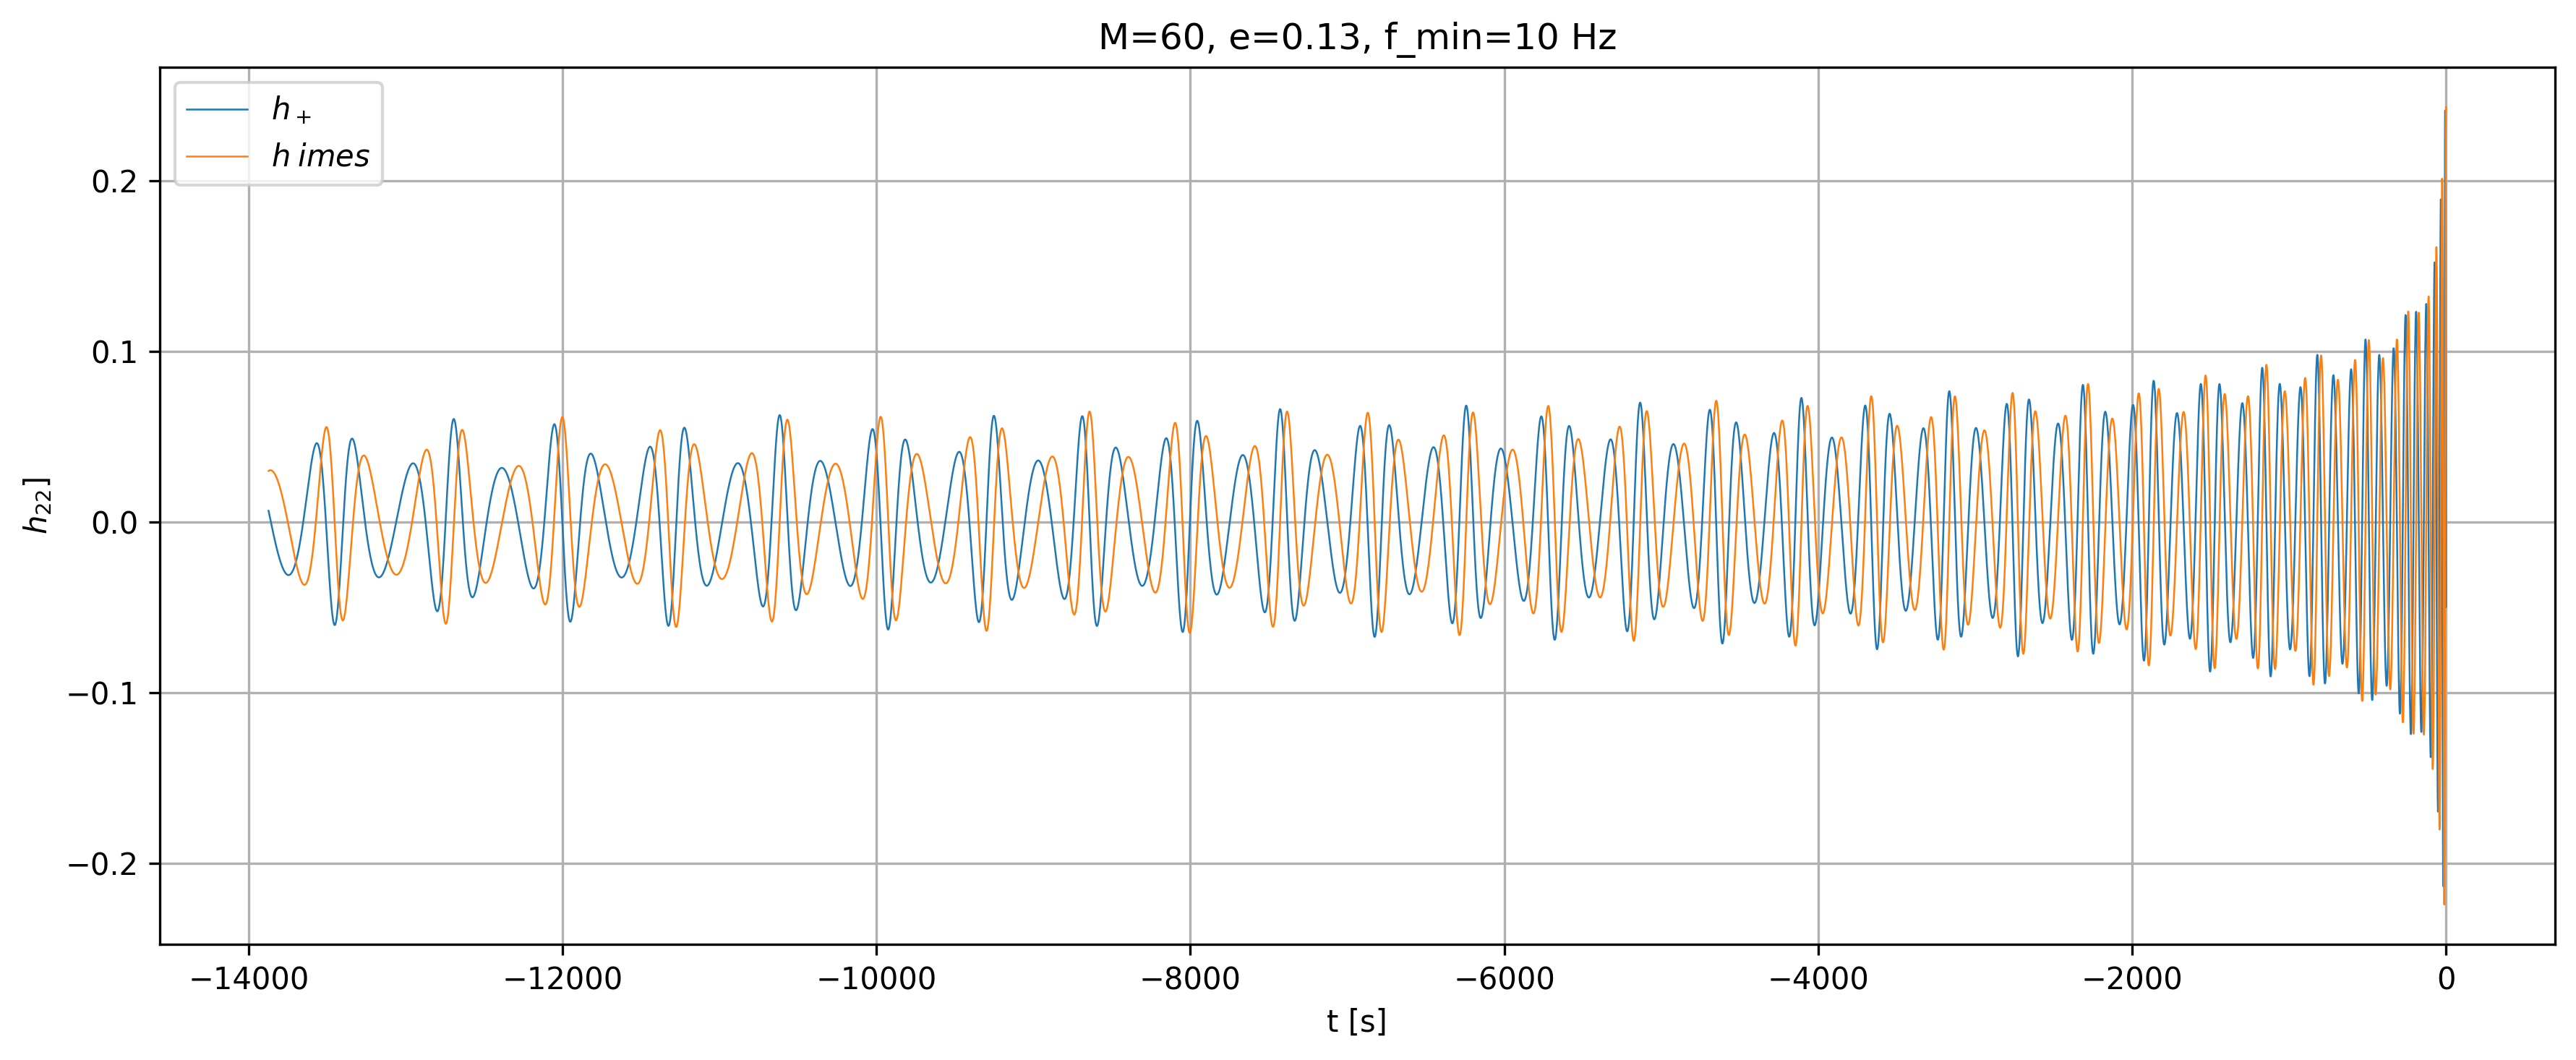 M=60, e=0.13, f_min=10 Hz
h₊
h imes
h₂₂]
0.2
0.1
0.0
−0.1
−0.2
−14000 −12000 −10000 −8000 −6000 −4000 −2000 0
t [s]